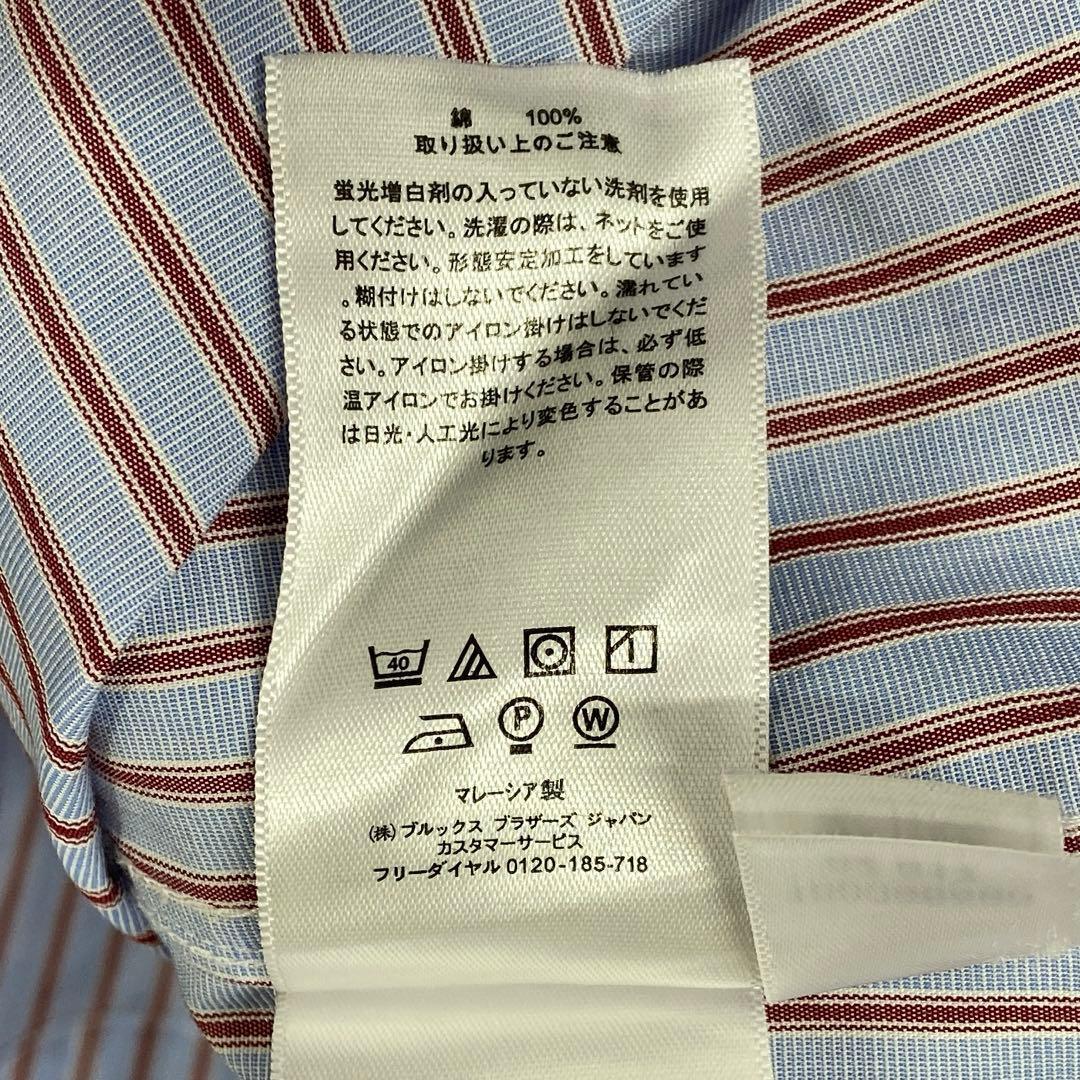 綿 100%
取り扱い上のご注意
蛍光増白剤の入っていない洗剤を使用
してください。洗濯の際は、ネットをご使
用ください。形態安定加工をしています
。糊付けはしないでください。濡れてい
る状態でのアイロン掛けはしないでくだ
さい。アイロン掛けする場合は、必ず低
温アイロンでお掛けください。保管の際
は日光・人工光により変色することがあ
ります。
40
P W
マレーシア製
(株)ブルックス ブラザーズ ジャパン
カスタマーサービス
フリーダイヤル 0120-185-718